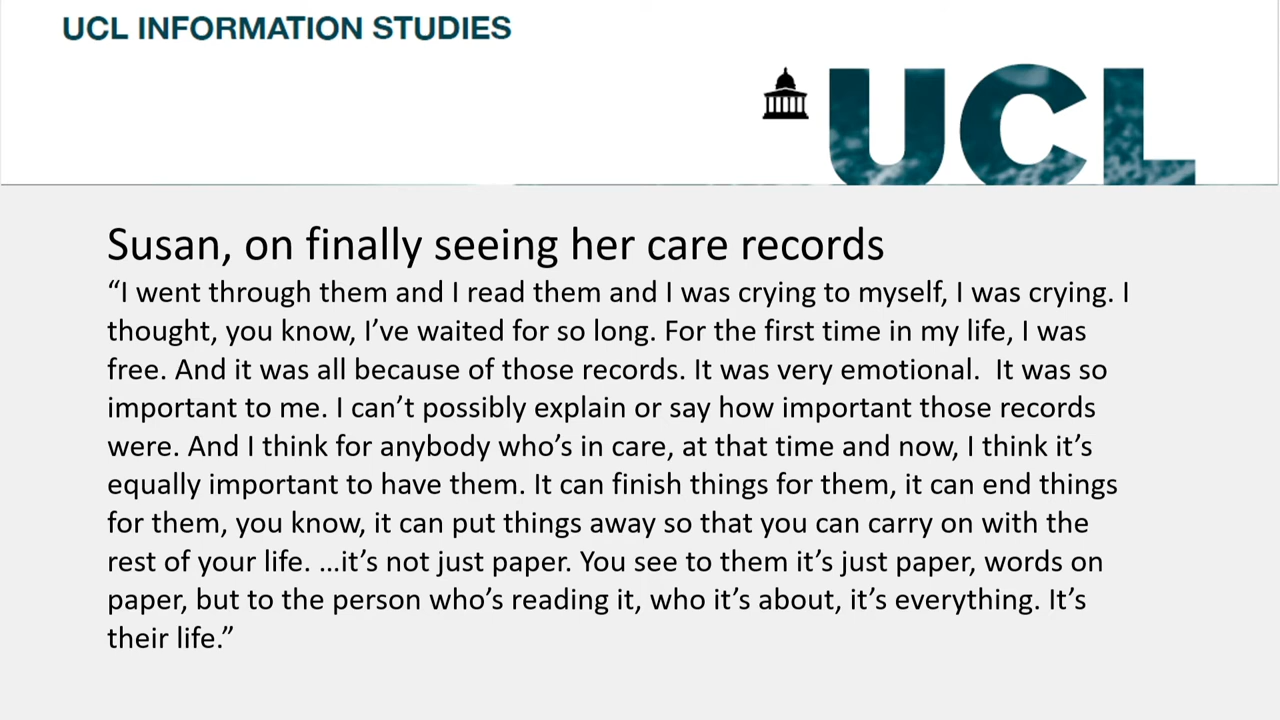 UCL INFORMATION STUDIES
UCL
Susan, on finally seeing her care records
“I went through them and I read them and I was crying to myself, I was crying. I
thought, you know, I’ve waited for so long. For the first time in my life, I was
free. And it was all because of those records. It was very emotional.  It was so
important to me. I can’t possibly explain or say how important those records
were. And I think for anybody who’s in care, at that time and now, I think it’s
equally important to have them. It can finish things for them, it can end things
for them, you know, it can put things away so that you can carry on with the
rest of your life. …it’s not just paper. You see to them it’s just paper, words on
paper, but to the person who’s reading it, who it’s about, it’s everything. It’s
their life.”